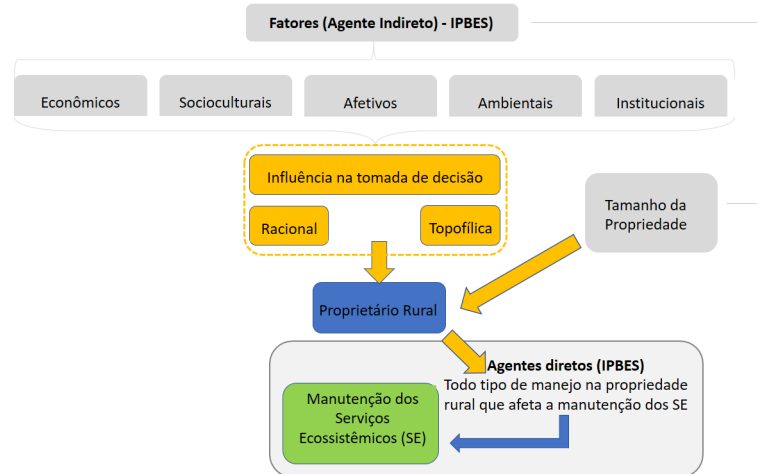 Fatores (Agente Indireto) - IPBES)
Econômicos
Socioculturais
Afetivos
Ambientais
Institucionais
Influência na tomada de decisão
Racional
Topofílica
Tamanho da
Propriedade
Proprietário Rural
Agentes diretos (IPBES)
Todo tipo de manejo na propriedade
rural que afeta a manutenção dos SE
Manutenção dos
Serviços
Ecossistêmicos (SE)